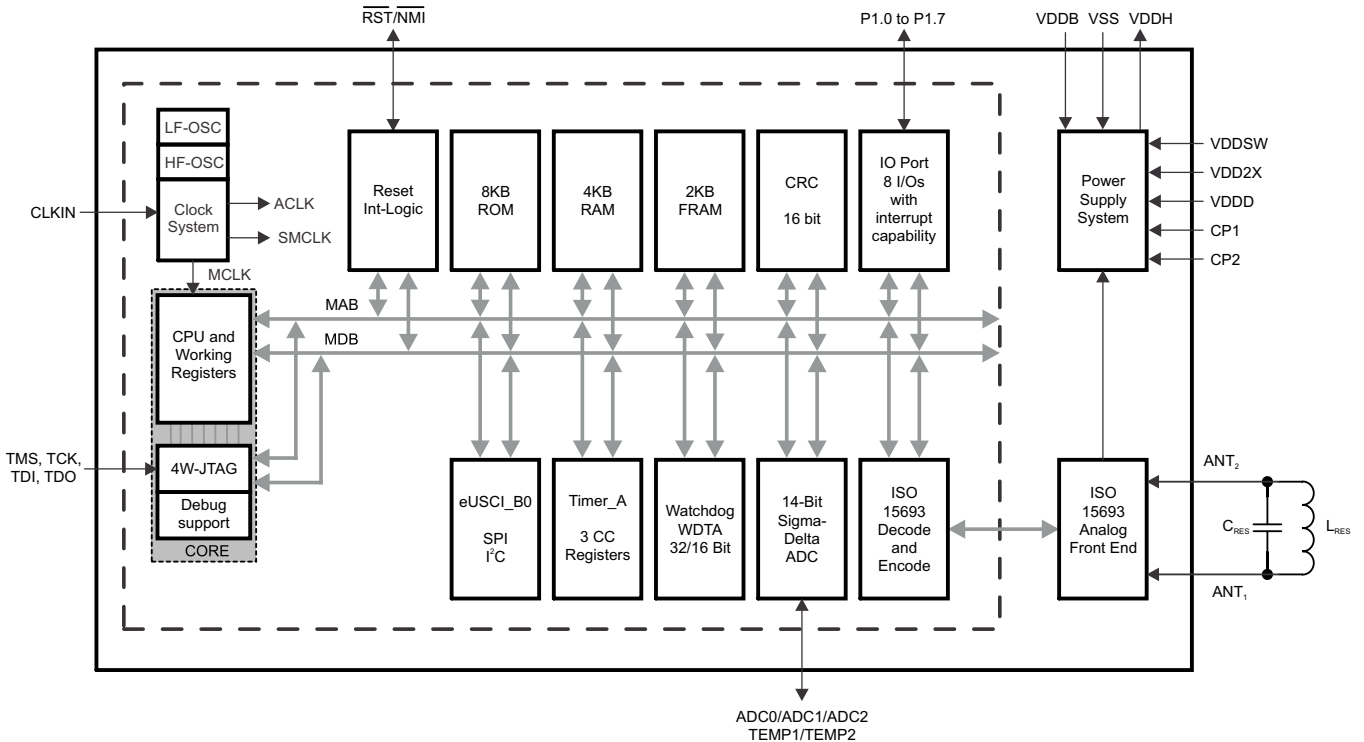 RST/NMI
P1.0 to P1.7
VDDB
VSS
VDDH
LF-OSC
HF-OSC
Clock
System
CLKIN
ACLK
SMCLK
MCLK
Reset
Int-Logic
8KB
ROM
4KB
RAM
2KB
FRAM
CRC
16 bit
IO Port
8 I/Os
with
interrupt
capability
Power
Supply
System
VDDSW
VDD2X
VDDD
CP1
CP2
MAB
MDB
CPU and
Working
Registers
TMS, TCK,
TDI, TDO
4W-JTAG
Debug
support
CORE
eUSCI_B0
SPI
I²C
Timer_A
3 CC
Registers
Watchdog
WDTA
32/16 Bit
14-Bit
Sigma-
Delta
ADC
ISO
15693
Decode
and
Encode
ISO
15693
Analog
Front End
ANT₂
C_RES
L_RES
ANT₁
ADC0/ADC1/ADC2
TEMP1/TEMP2